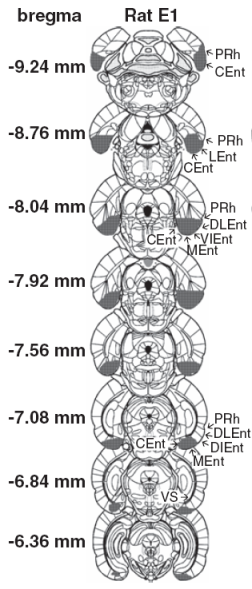 bregma Rat E1
-9.24 mm
PRh
CEnt
-8.76 mm
PRh
LEnt
CEnt
-8.04 mm
PRh
DLEnt
CEnt VIEnt
MEnt
-7.92 mm
-7.56 mm
-7.08 mm
PRh
DLEnt
CEnt DIEnt
MEnt
-6.84 mm
VS
-6.36 mm